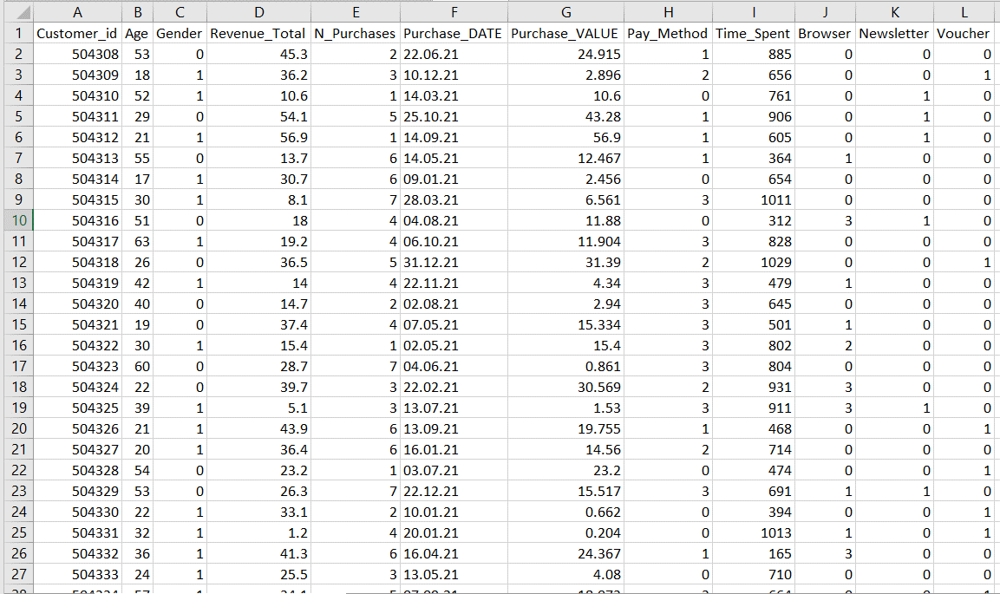 A B C D E F G H I J K L
1 Customer_id Age Gender Revenue_Total N_Purchases Purchase_DATE Purchase_VALUE Pay_Method Time_Spent Browser Newsletter Voucher
2 504308 53 0 45.3 2 22.06.21 24.915 1 885 0 0 0
3 504309 18 1 36.2 3 10.12.21 2.896 2 656 0 0 1
4 504310 52 1 10.6 1 14.03.21 10.6 0 761 0 1 0
5 504311 29 0 54.1 5 25.10.21 43.28 1 906 0 1 0
6 504312 21 1 56.9 1 14.09.21 56.9 1 605 0 1 0
7 504313 55 0 13.7 6 14.05.21 12.467 1 364 1 0 0
8 504314 17 1 30.7 6 09.01.21 2.456 0 654 0 0 0
9 504315 30 1 8.1 7 28.03.21 6.561 3 1011 0 0 0
10 504316 51 0 18 4 04.08.21 11.88 0 312 3 1 0
11 504317 63 1 19.2 4 06.10.21 11.904 3 828 0 0 0
12 504318 26 0 36.5 5 31.12.21 31.39 2 1029 0 0 1
13 504319 42 1 14 4 22.11.21 4.34 3 479 1 0 0
14 504320 40 0 14.7 2 02.08.21 2.94 3 645 0 0 0
15 504321 19 0 37.4 4 07.05.21 15.334 3 501 1 0 0
16 504322 30 1 15.4 1 02.05.21 15.4 3 802 2 0 0
17 504323 60 0 28.7 7 04.06.21 0.861 3 804 0 0 0
18 504324 22 0 39.7 3 22.02.21 30.569 2 931 3 0 0
19 504325 39 1 5.1 3 13.07.21 1.53 3 911 3 1 0
20 504326 21 1 43.9 6 13.09.21 19.755 1 468 0 0 1
21 504327 20 1 36.4 6 16.01.21 14.56 2 714 0 0 0
22 504328 54 0 23.2 1 03.07.21 23.2 0 474 0 0 1
23 504329 53 0 26.3 7 22.12.21 15.517 3 691 1 1 0
24 504330 22 1 33.1 2 10.01.21 0.662 0 394 0 0 1
25 504331 32 1 1.2 4 20.01.21 0.204 0 1013 1 0 1
26 504332 36 1 41.3 6 16.04.21 24.367 1 165 3 0 0
27 504333 24 1 25.5 3 13.05.21 4.08 0 710 0 0 0